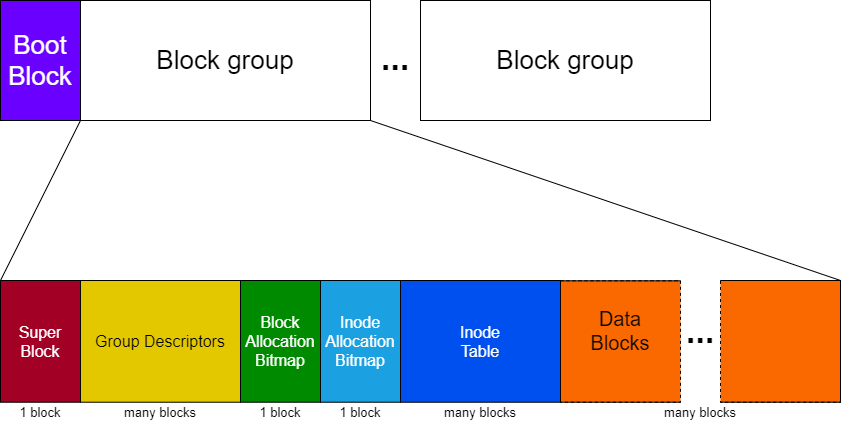 Boot
Block
Block group
...
Block group
Super
Block
Group Descriptors
Block
Allocation
Bitmap
Inode
Allocation
Bitmap
Inode
Table
Data
Blocks
...
1 block
many blocks
1 block
1 block
many blocks
many blocks